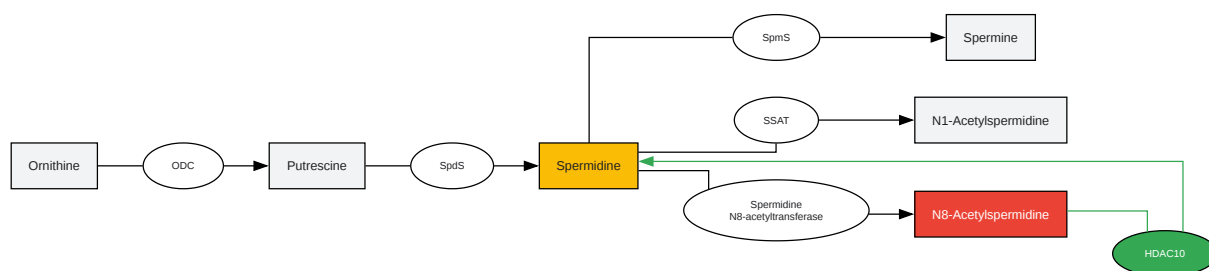 SpmS
Spermine
SSAT
N1-Acetylspermidine
Ornithine
ODC
Putrescine
SpdS
Spermidine
Spermidine
N8-acetyltransferase
N8-Acetylspermidine
HDAC10